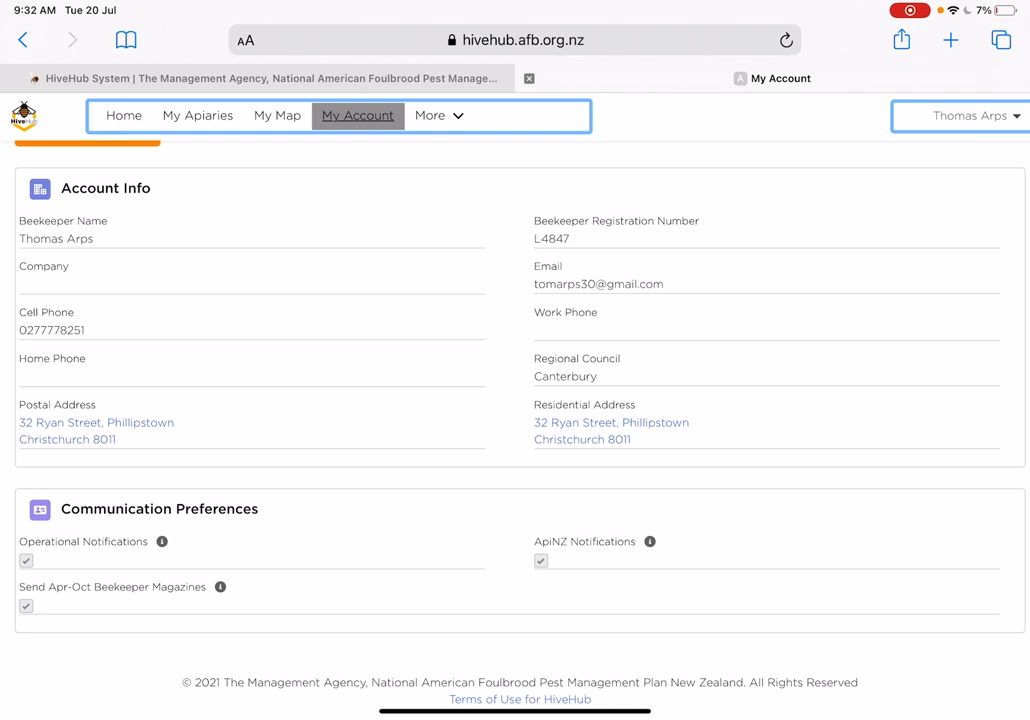 9:32 AM Tue 20 Jul
7%
AA
hivehub.afb.org.nz
HiveHub System | The Management Agency, National American Foulbrood Pest Manage...
A My Account
HiveHub
Home
My Apiaries
My Map
My Account
More
Thomas Arps
Account Info
Beekeeper Name
Thomas Arps
Beekeeper Registration Number
L4847
Company
Email
tomarps30@gmail.com
Cell Phone
0277778251
Work Phone
Home Phone
Regional Council
Canterbury
Postal Address
32 Ryan Street, Phillipstown
Christchurch 8011
Residential Address
32 Ryan Street, Phillipstown
Christchurch 8011
Communication Preferences
Operational Notifications
ApiNZ Notifications
Send Apr-Oct Beekeeper Magazines
© 2021 The Management Agency, National American Foulbrood Pest Management Plan New Zealand. All Rights Reserved
Terms of Use for HiveHub